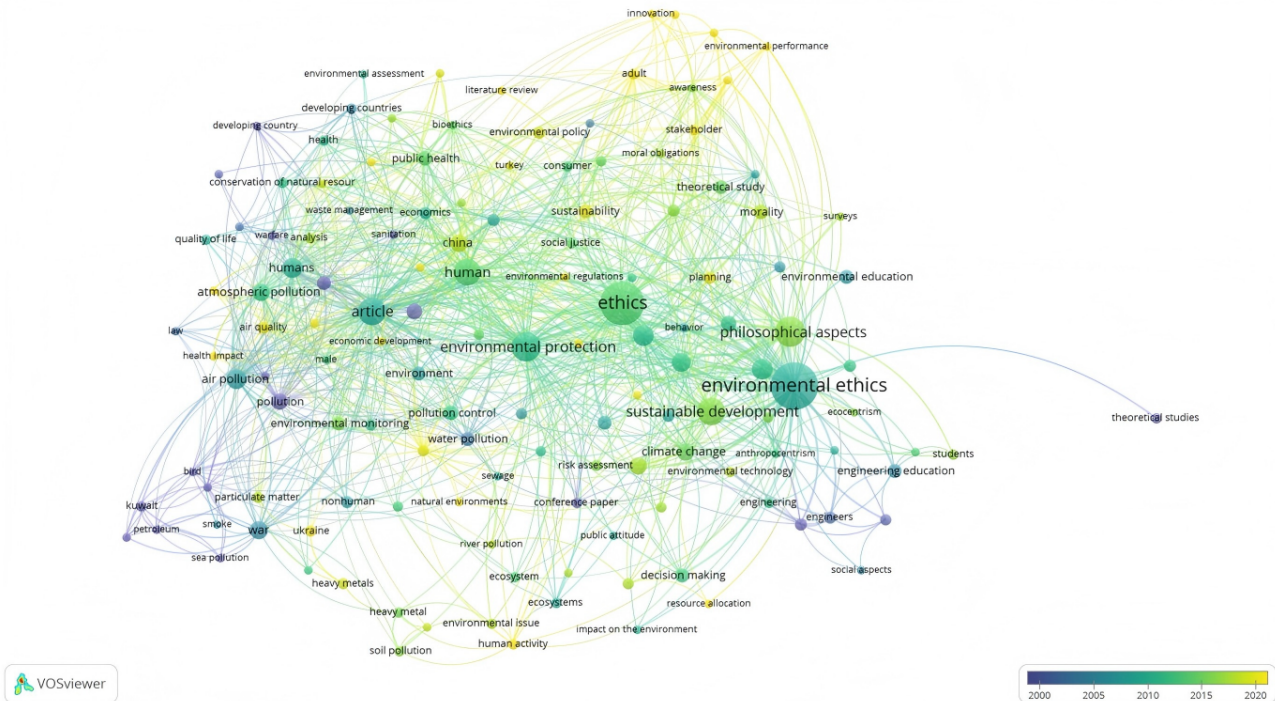 innovation
environmental performance
environmental assessment
adult
literature review
awareness
developing countries
developing country
bioethics
environmental policy
stakeholder
health
public health
moral obligations
turkey
consumer
conservation of natural resour
theoretical study
waste management
economics
sustainability
morality
surveys
quality of life
warfare
analysis
sanitation
china
social justice
humans
human
environmental regulations
planning
environmental education
atmospheric pollution
ethics
article
law
air quality
behavior
philosophical aspects
economic development
environmental protection
health impact
male
air pollution
environment
environmental ethics
pollution
pollution control
sustainable development
ecocentrism
theoretical studies
environmental monitoring
water pollution
climate change
anthropocentrism
students
bird
sewage
risk assessment
environmental technology
engineering education
particulate matter
kuwait
nonhuman
natural environments
conference paper
engineering
petroleum
smoke
war
ukraine
engineers
public attitude
sea pollution
river pollution
social aspects
heavy metals
ecosystem
decision making
ecosystems
resource allocation
heavy metal
environmental issue
impact on the environment
human activity
soil pollution
VOSviewer
2000 2005 2010 2015 2020